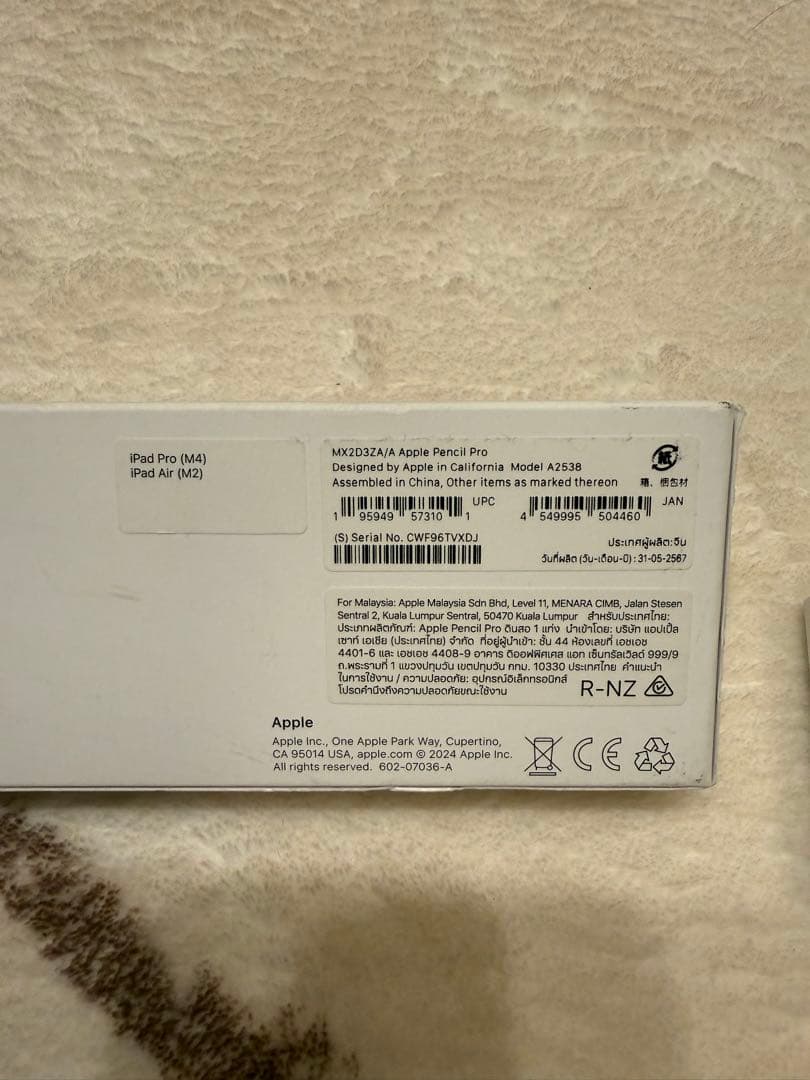 iPad Pro (M4)
iPad Air (M2)
MX2D3ZA/A Apple Pencil Pro
Designed by Apple in California Model A2538
Assembled in China, Other items as marked thereon
紙
箱、梱包材
UPC
1 95949 57310 1
JAN
4 549995 504460
(S) Serial No. CWF96TVXDJ
ประเทศผู้ผลิต:จีน
วันที่ผลิต (วัน-เดือน-ปี) : 31-05-2567
For Malaysia: Apple Malaysia Sdn Bhd, Level 11, MENARA CIMB, Jalan Stesen
Sentral 2, Kuala Lumpur Sentral, 50470 Kuala Lumpur สำหรับประเทศไทย:
ประเภทผลิตภัณฑ์: Apple Pencil Pro ดินสอ 1 แท่ง นำเข้าโดย: บริษัท แอปเปิ้ล
เซาท์ เอเชีย (ประเทศไทย) จำกัด ที่อยู่ผู้นำเข้า: ชั้น 44 ห้องเลขที่ เอชเอช
4401-6 และ เอชเอช 4408-9 อาคาร ดิออฟฟิศเศส แอท เซ็นทรัลเวิลด์ 999/9
ถ.พระรามที่ 1 แขวงปทุมวัน เขตปทุมวัน กทม. 10330 ประเทศไทย คำแนะนำ
ในการใช้งาน / ความปลอดภัย: อุปกรณ์อิเล็กทรอนิกส์
โปรดคำนึงถึงความปลอดภัยขณะใช้งาน
R-NZ
Apple
Apple Inc., One Apple Park Way, Cupertino,
CA 95014 USA, apple.com © 2024 Apple Inc.
All rights reserved. 602-07036-A
CE